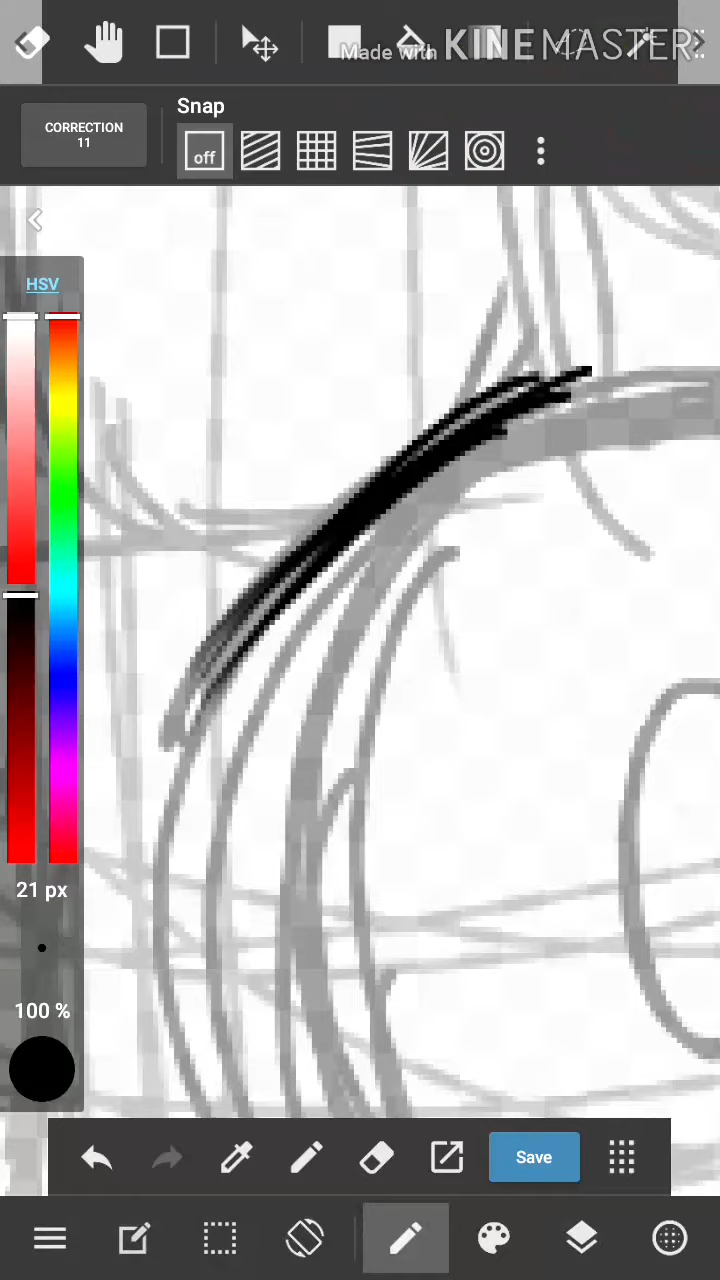 Made with KINEMASTER
CORRECTION
11
Snap
off
HSV
21 px
100 %
Save